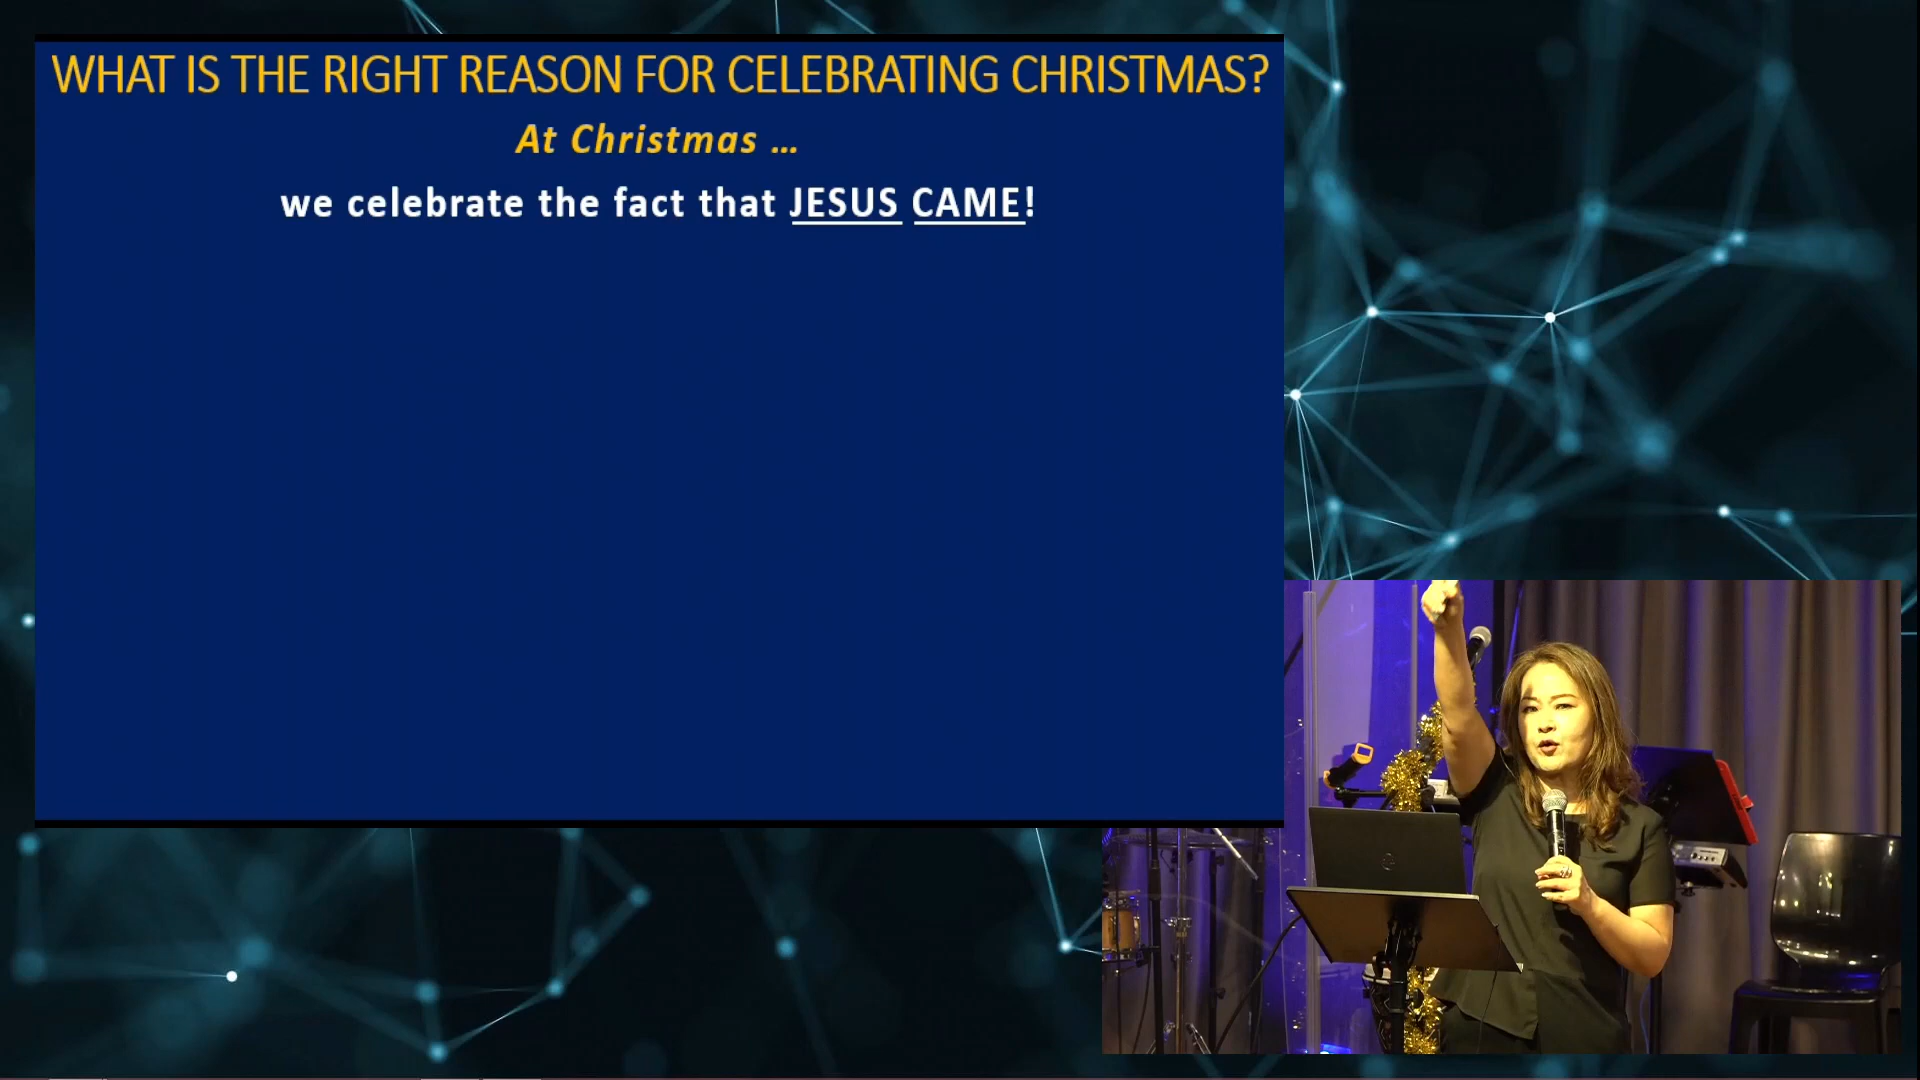 WHAT IS THE RIGHT REASON FOR CELEBRATING CHRISTMAS?
At Christmas …
we celebrate the fact that JESUS CAME!